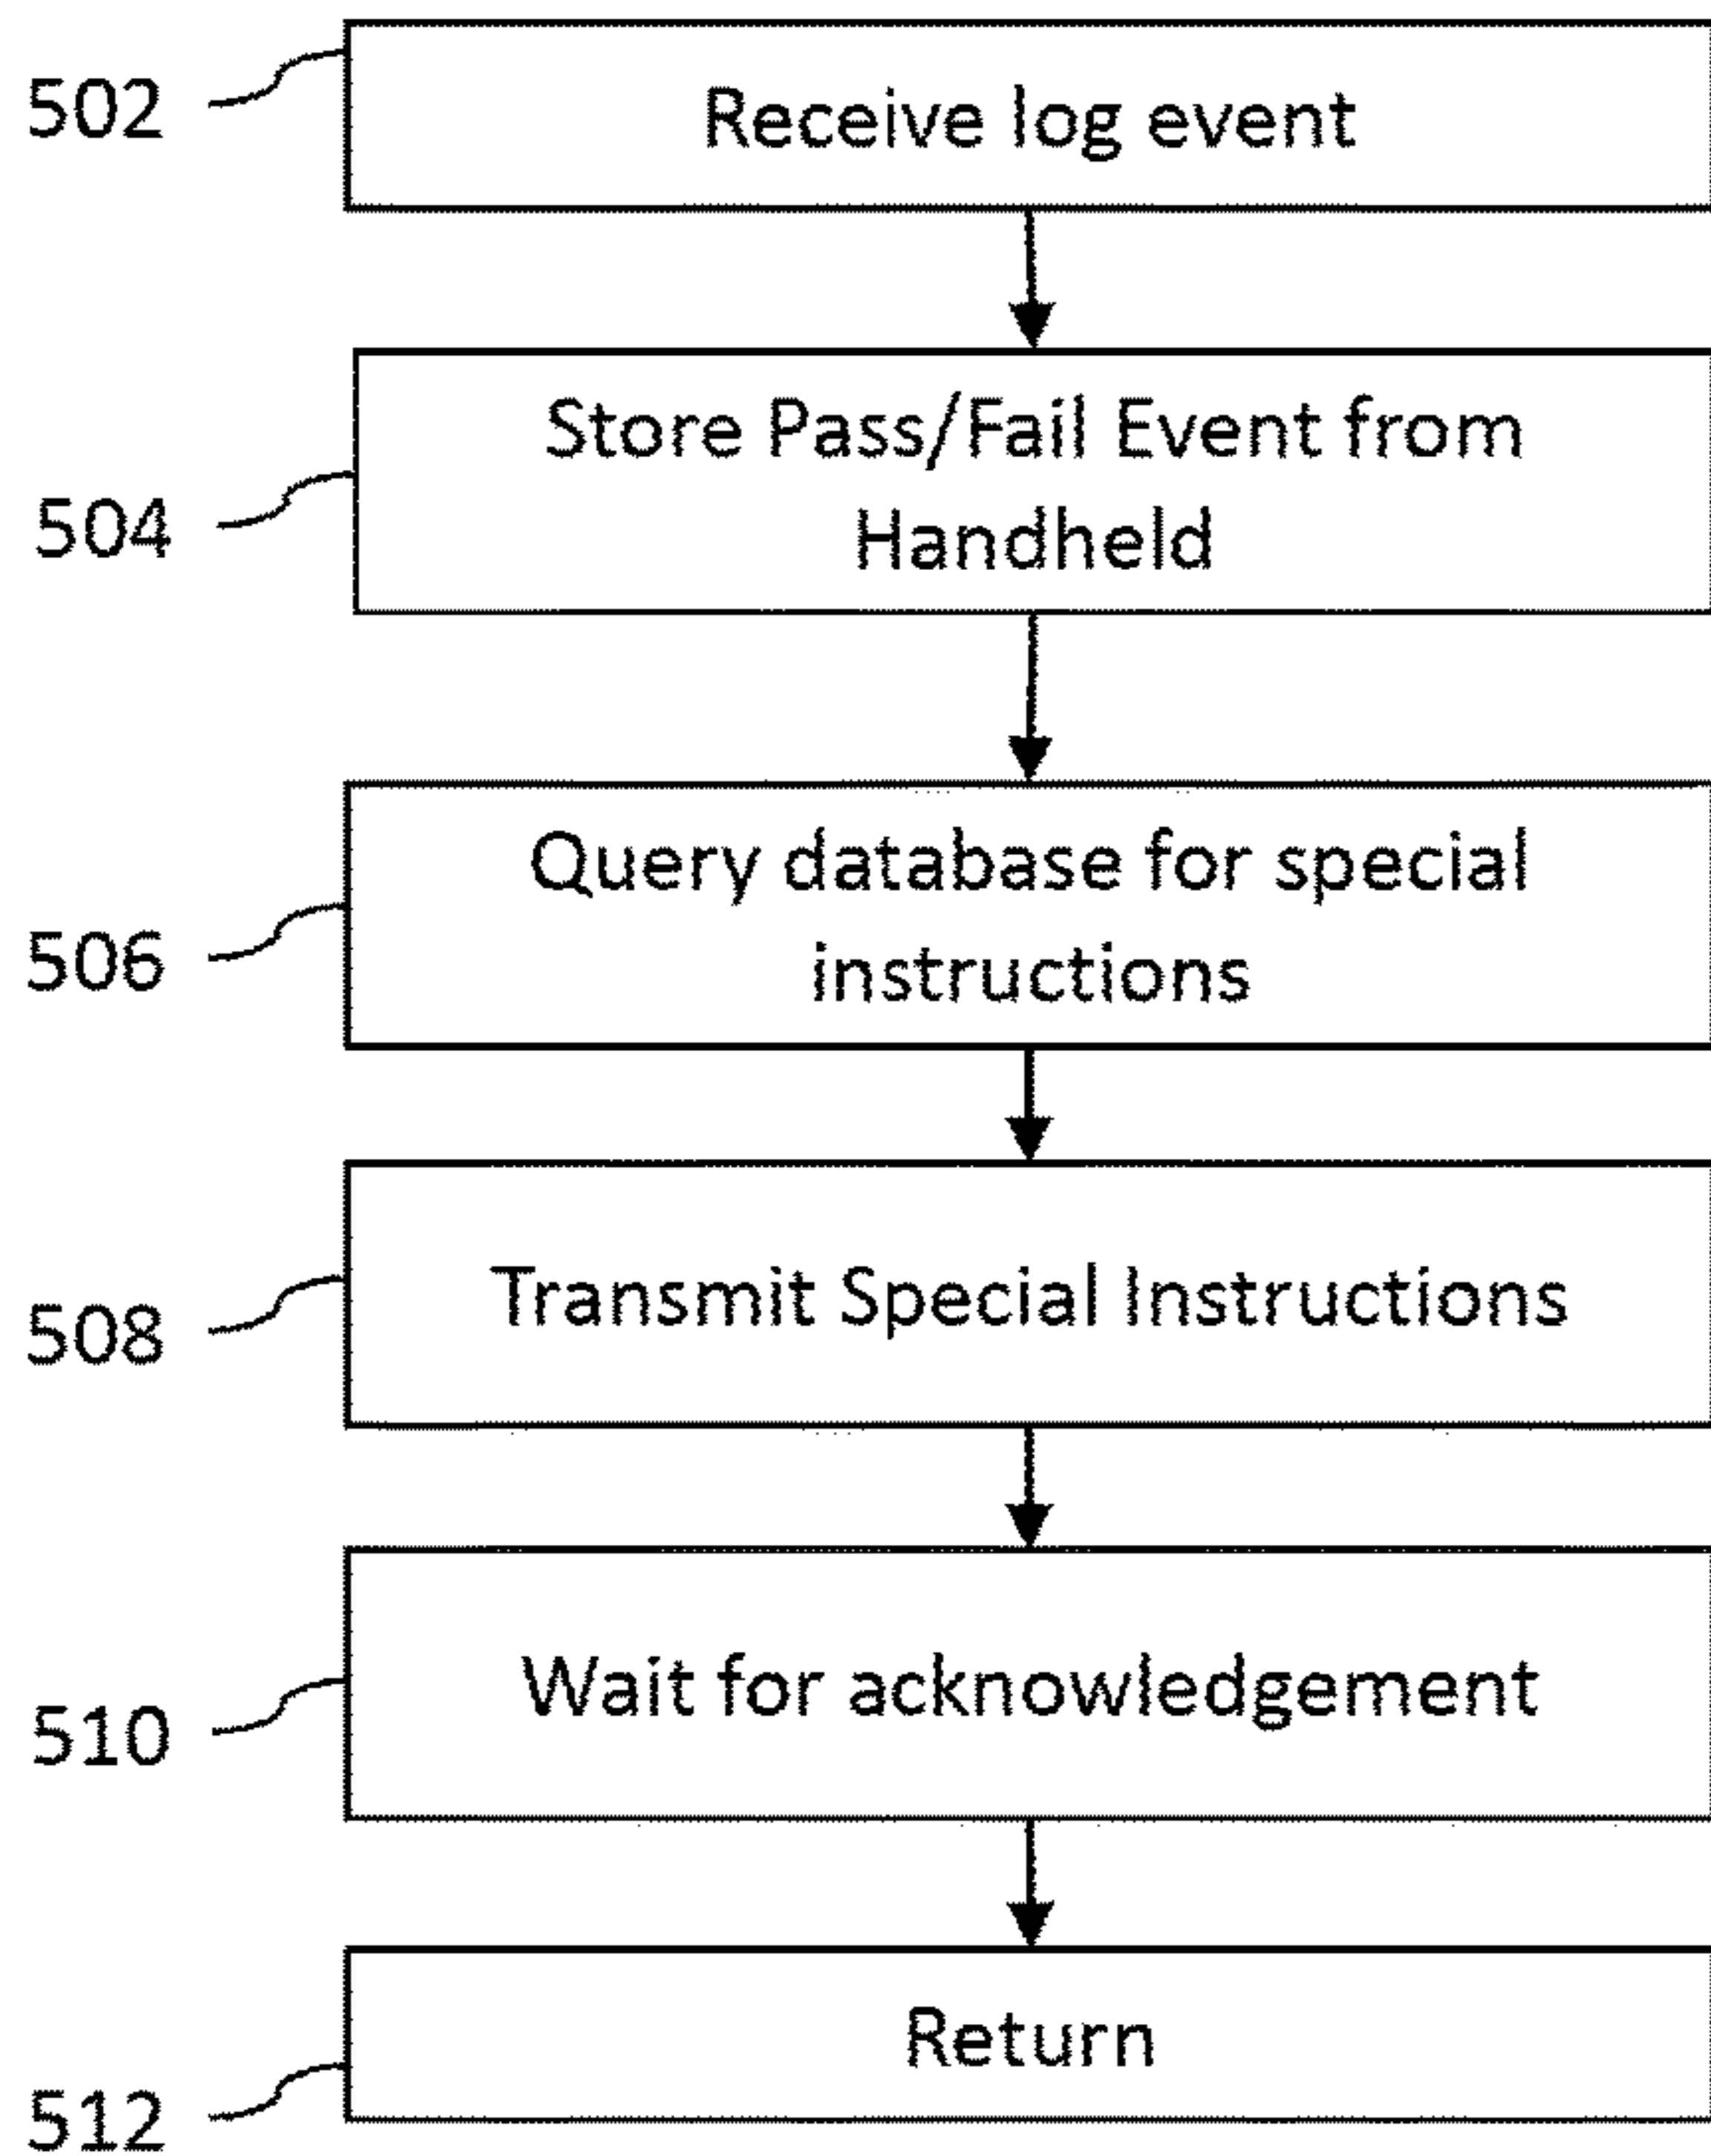 502
Receive log event
Store Pass/Fail Event from
504
Handheld
Query database for special
506
instructions
508
Transmit Special Instructions
510
Wait for acknowledgement
Return
512